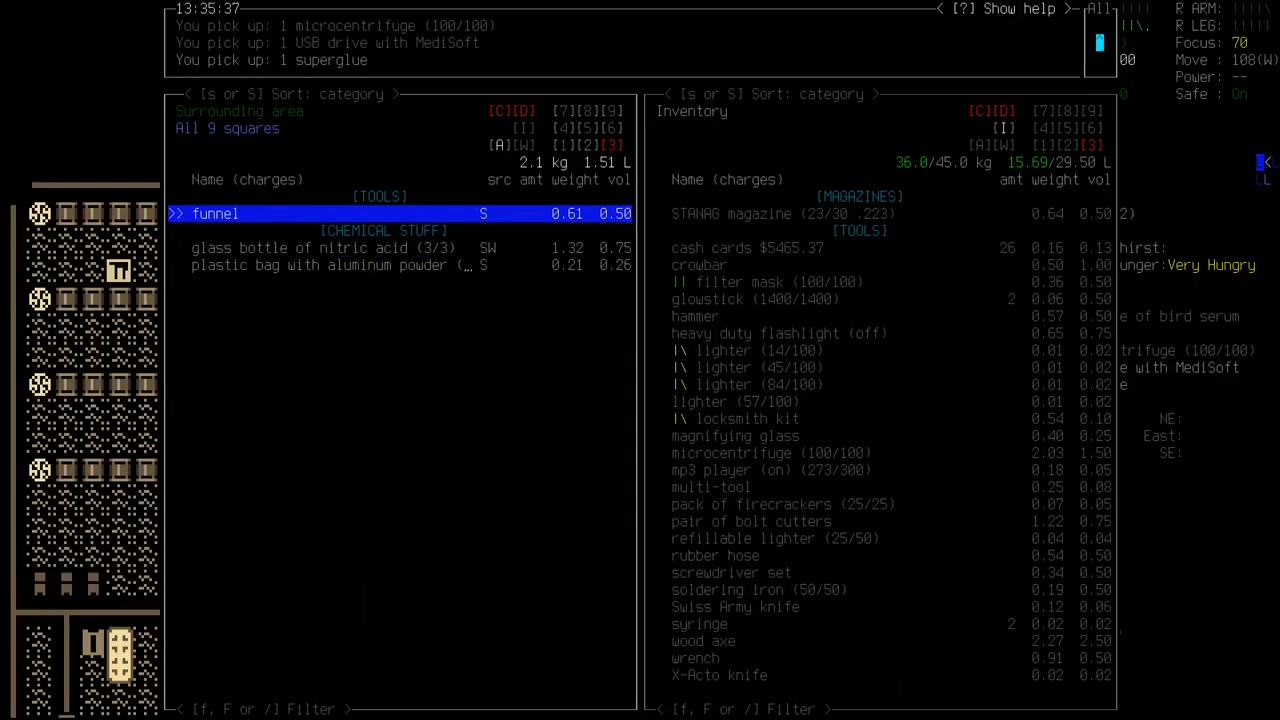 13:35:37 < [?] Show help > All R ARM:
You pick up: 1 microcentrifuge (100/100) R LEG:
You pick up: 1 USB drive with MediSoft Focus: 70
You pick up: 1 superglue 00 Move : 108(W)
Power: --
< [s or S] Sort: category > < [s or S] Sort: category > 0 Safe : On
Surrounding area [C][D] [7][8][9] Inventory [C][D] [7][8][9]
All 9 squares [I] [4][5][6] [I] [4][5][6]
[A][W] [1][2][3] [A][W] [1][2][3]
2.1 kg 1.51 L 36.0/45.0 kg 15.69/29.50 L
Name (charges) src amt weight vol Name (charges) amt weight vol
[TOOLS] [MAGAZINES]
>> funnel S 0.61 0.50 STANAG magazine (23/30 .223) 0.64 0.50 2)
[CHEMICAL STUFF] [TOOLS]
glass bottle of nitric acid (3/3) SW 1.32 0.75 cash cards $5465.37 26 0.16 0.13 hirst:
plastic bag with aluminum powder (… S 0.21 0.26 crowbar 0.50 1.00 unger:Very Hungry
|| filter mask (100/100) 0.36 0.50
glowstick (1400/1400) 2 0.06 0.50
hammer 0.57 0.50 e of bird serum
heavy duty flashlight (off) 0.65 0.75
|\ lighter (14/100) 0.01 0.02 trifuge (100/100)
|\ lighter (45/100) 0.01 0.02 e with MediSoft
|\ lighter (84/100) 0.01 0.02 e
lighter (57/100) 0.01 0.02
|\ locksmith kit 0.54 0.10 NE:
magnifying glass 0.40 0.25 East:
microcentrifuge (100/100) 2.03 1.50 SE:
mp3 player (on) (273/300) 0.18 0.05
multi-tool 0.25 0.08
pack of firecrackers (25/25) 0.07 0.05
pair of bolt cutters 1.22 0.75
refillable lighter (25/50) 0.04 0.04
rubber hose 0.54 0.50
screwdriver set 0.34 0.50
soldering iron (50/50) 0.19 0.50
Swiss Army knife 0.12 0.06
syringe 2 0.02 0.02
wood axe 2.27 2.50
wrench 0.91 0.50
X-Acto knife 0.02 0.02
< [f, F or /] Filter > < [f, F or /] Filter >